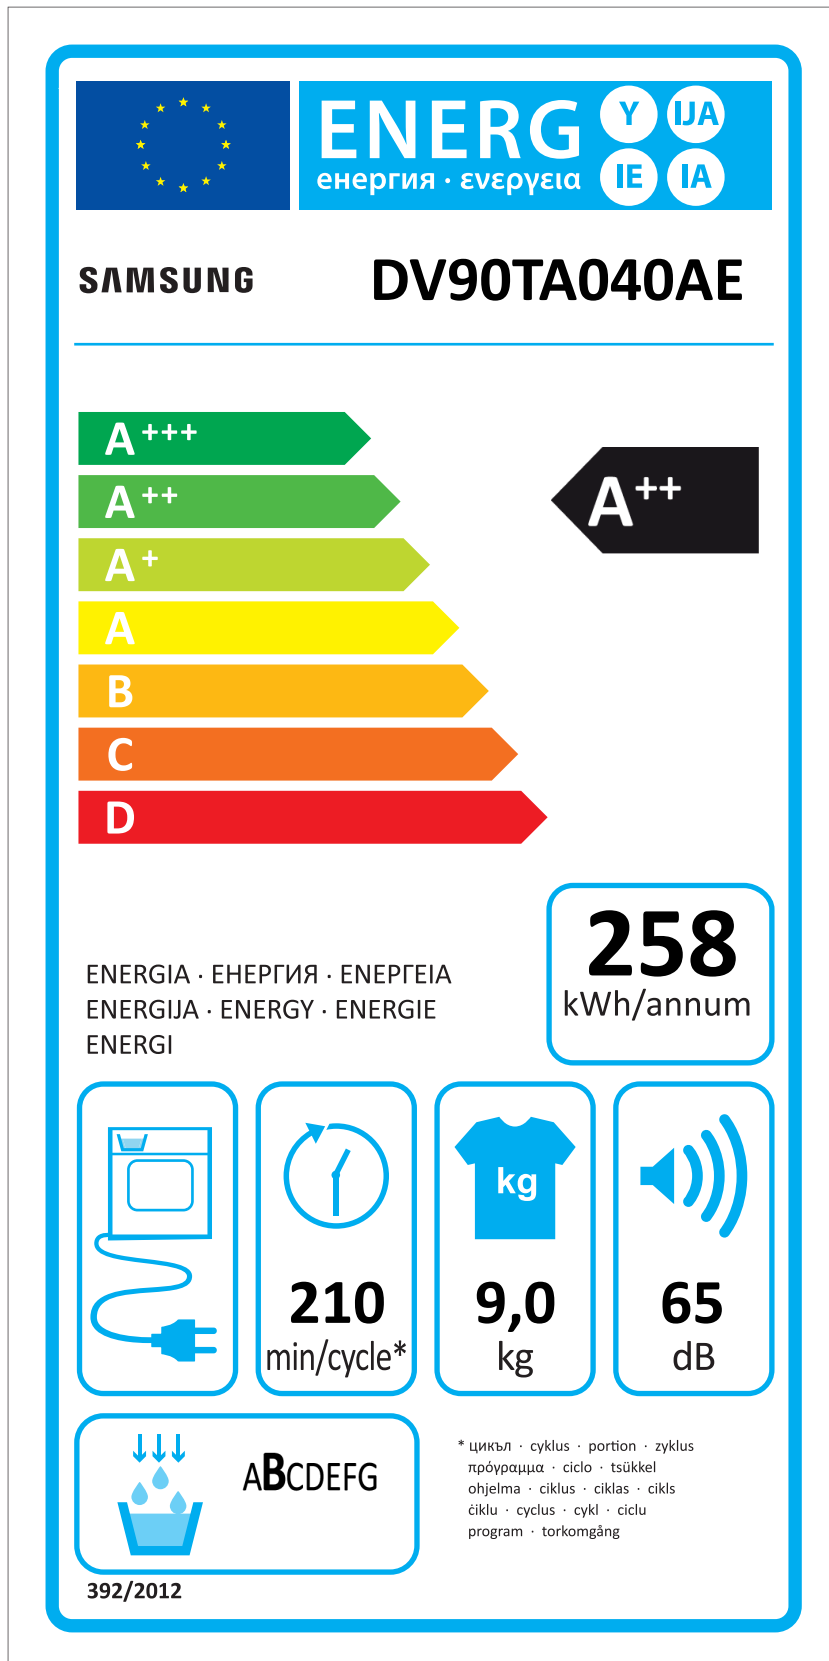 ENERG
Y
IJA
IE
IA
енергия · ενεργεια
SAMSUNG
DV90TA040AE
A+++
A++
A++
A+
A
B
C
D
258
kWh/annum
ENERGIA · ЕНЕРГИЯ · ΕΝΕΡΓΕΙΑ
ENERGIJA · ENERGY · ENERGIE
ENERGI
kg
210
min/cycle*
9,0
kg
65
dB
ABCDEFG
* цикъл · cyklus · portion · zyklus
πρόγραμμα · ciclo · tsükkel
ohjelma · ciklus · ciklas · cikls
ċiklu · cyclus · cykl · ciclu
program · torkomgång
392/2012